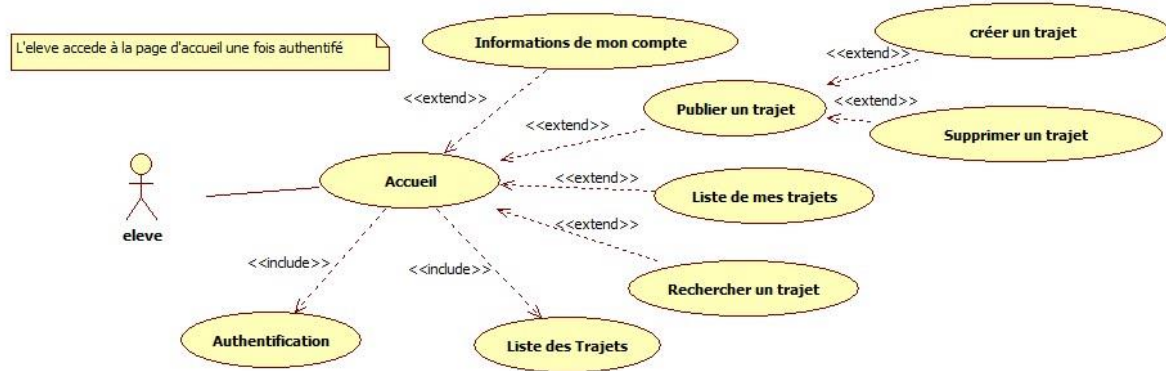 L'eleve accede à la page d'accueil une fois authentifé
Informations de mon compte
créer un trajet
<<extend>>
<<extend>>
Publier un trajet
<<extend>>
<<extend>>
Supprimer un trajet
Accueil
<<extend>>
Liste de mes trajets
<<extend>>
eleve
<<include>>
<<include>>
Rechercher un trajet
Authentification
Liste des Trajets